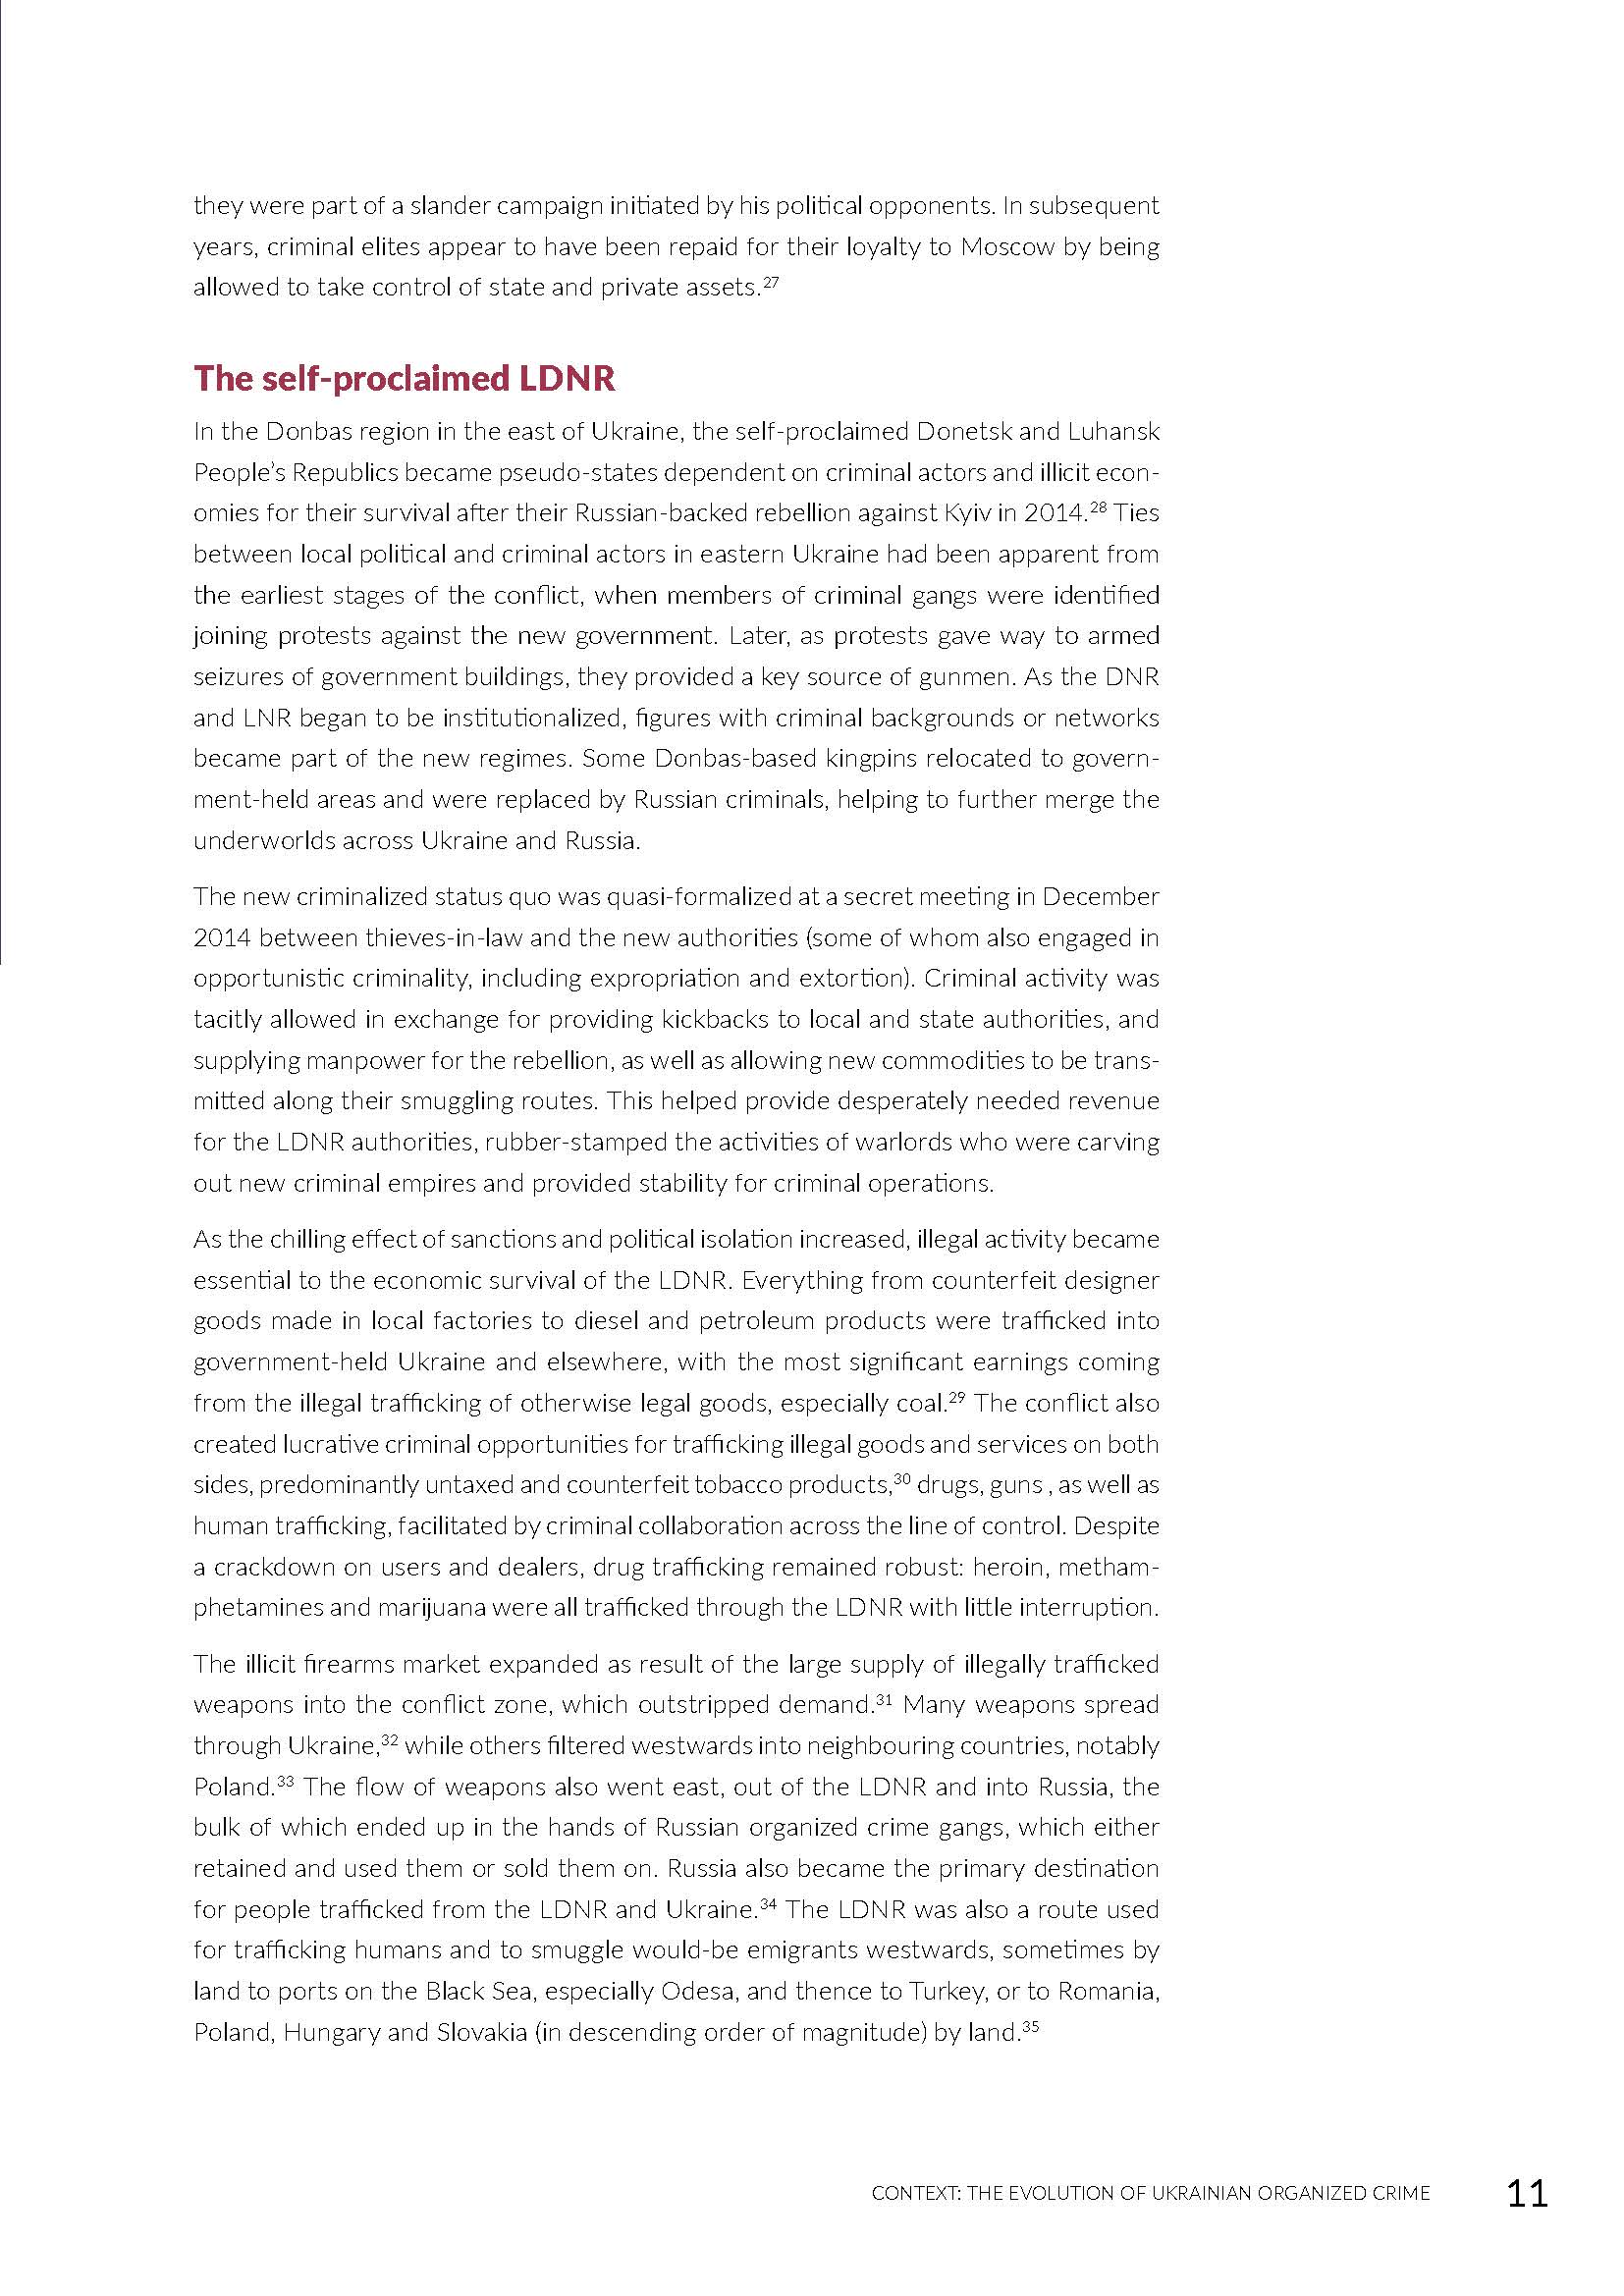 they were part of a slander campaign initiated by his political opponents. In subsequent
years, criminal elites appear to have been repaid for their loyalty to Moscow by being
allowed to take control of state and private assets.²⁷
The self-proclaimed LDNR
In the Donbas region in the east of Ukraine, the self-proclaimed Donetsk and Luhansk
People’s Republics became pseudo-states dependent on criminal actors and illicit econ-
omies for their survival after their Russian-backed rebellion against Kyiv in 2014.²⁸ Ties
between local political and criminal actors in eastern Ukraine had been apparent from
the earliest stages of the conflict, when members of criminal gangs were identified
joining protests against the new government. Later, as protests gave way to armed
seizures of government buildings, they provided a key source of gunmen. As the DNR
and LNR began to be institutionalized, figures with criminal backgrounds or networks
became part of the new regimes. Some Donbas-based kingpins relocated to govern-
ment-held areas and were replaced by Russian criminals, helping to further merge the
underworlds across Ukraine and Russia.
The new criminalized status quo was quasi-formalized at a secret meeting in December
2014 between thieves-in-law and the new authorities (some of whom also engaged in
opportunistic criminality, including expropriation and extortion). Criminal activity was
tacitly allowed in exchange for providing kickbacks to local and state authorities, and
supplying manpower for the rebellion, as well as allowing new commodities to be trans-
mitted along their smuggling routes. This helped provide desperately needed revenue
for the LDNR authorities, rubber-stamped the activities of warlords who were carving
out new criminal empires and provided stability for criminal operations.
As the chilling effect of sanctions and political isolation increased, illegal activity became
essential to the economic survival of the LDNR. Everything from counterfeit designer
goods made in local factories to diesel and petroleum products were trafficked into
government-held Ukraine and elsewhere, with the most significant earnings coming
from the illegal trafficking of otherwise legal goods, especially coal.²⁹ The conflict also
created lucrative criminal opportunities for trafficking illegal goods and services on both
sides, predominantly untaxed and counterfeit tobacco products,³⁰ drugs, guns , as well as
human trafficking, facilitated by criminal collaboration across the line of control. Despite
a crackdown on users and dealers, drug trafficking remained robust: heroin, metham-
phetamines and marijuana were all trafficked through the LDNR with little interruption.
The illicit firearms market expanded as result of the large supply of illegally trafficked
weapons into the conflict zone, which outstripped demand.³¹ Many weapons spread
through Ukraine,³² while others filtered westwards into neighbouring countries, notably
Poland.³³ The flow of weapons also went east, out of the LDNR and into Russia, the
bulk of which ended up in the hands of Russian organized crime gangs, which either
retained and used them or sold them on. Russia also became the primary destination
for people trafficked from the LDNR and Ukraine.³⁴ The LDNR was also a route used
for trafficking humans and to smuggle would-be emigrants westwards, sometimes by
land to ports on the Black Sea, especially Odesa, and thence to Turkey, or to Romania,
Poland, Hungary and Slovakia (in descending order of magnitude) by land.³⁵
CONTEXT: THE EVOLUTION OF UKRAINIAN ORGANIZED CRIME 11